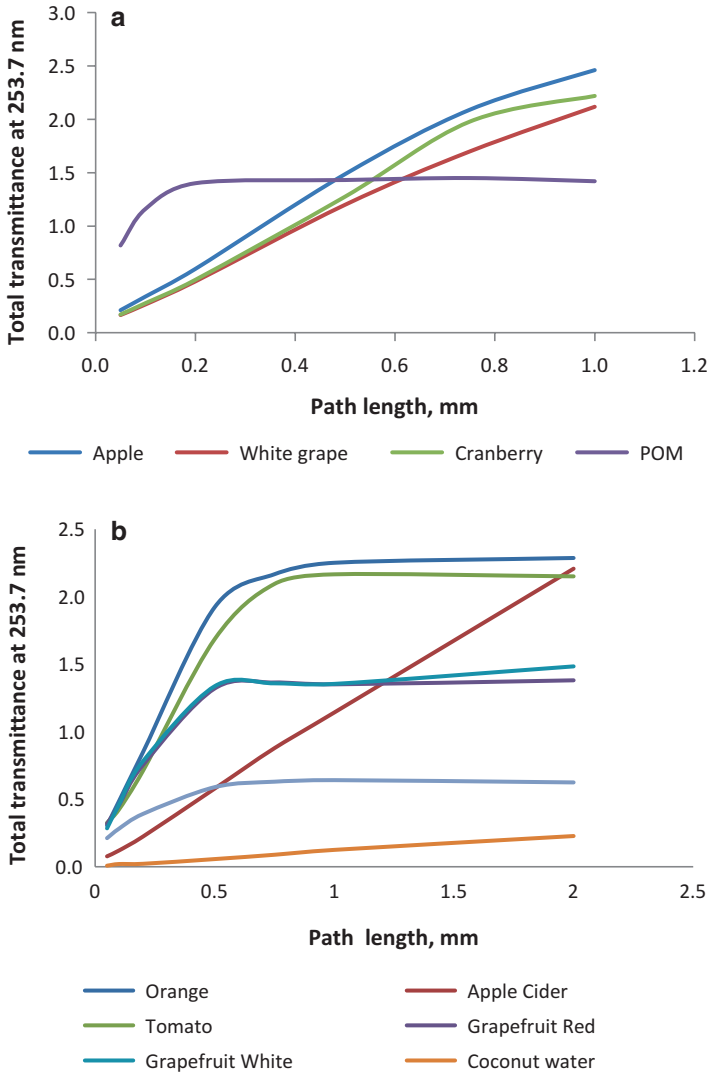 a
Total transmittance at 253.7 nm
3.0
2.5
2.0
1.5
1.0
0.5
0.0
0.0 0.2 0.4 0.6 0.8 1.0 1.2
Path length, mm
Apple White grape Cranberry POM
b
Total transmittance at 253.7 nm
2.5
2.0
1.5
1.0
0.5
0.0
0 0.5 1 1.5 2 2.5
Path length, mm
Orange Apple Cider
Tomato Grapefruit Red
Grapefruit White Coconut water